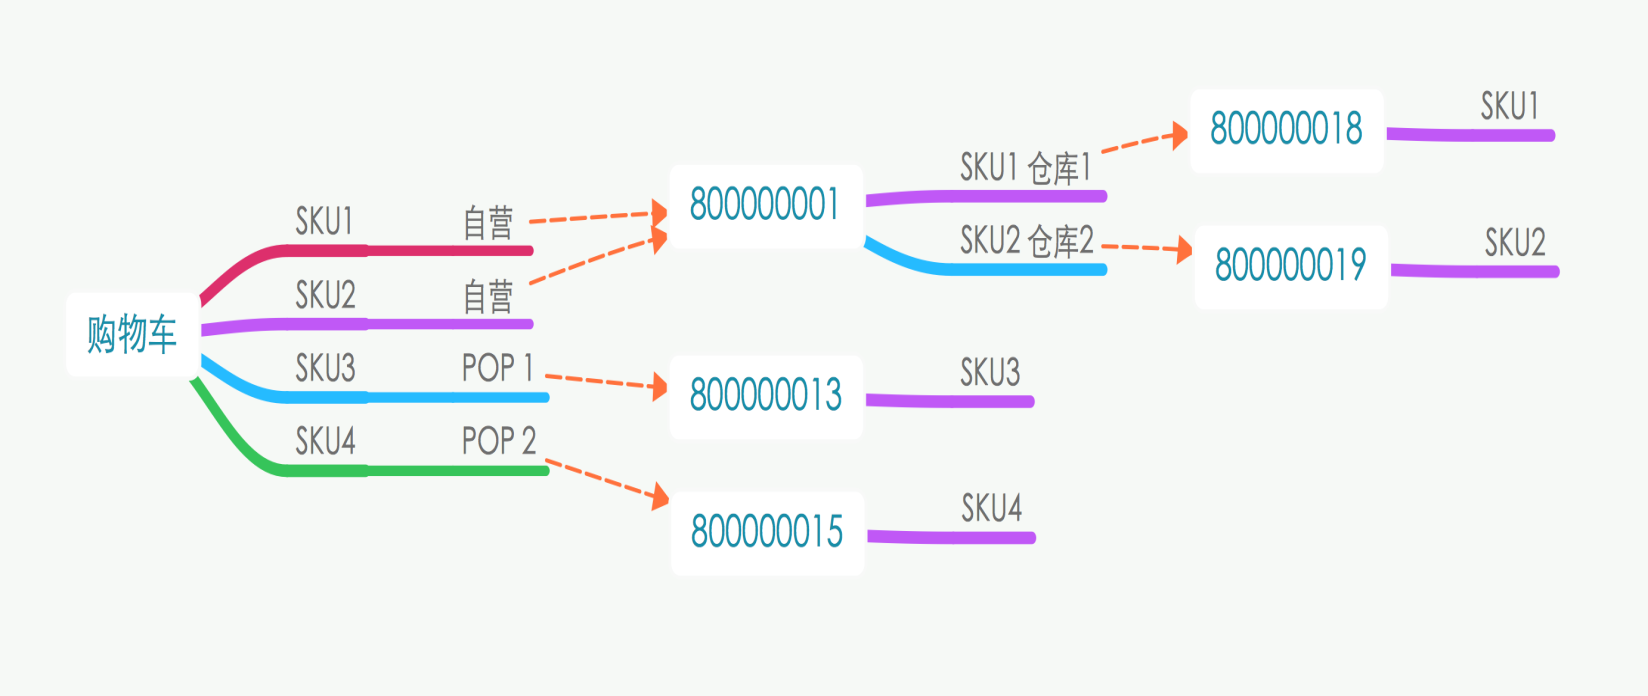 购物车
SKU1
自营
SKU2
自营
SKU3
POP 1
SKU4
POP 2
800000001
SKU1 仓库1
SKU2 仓库2
800000018
SKU1
800000019
SKU2
800000013
SKU3
800000015
SKU4